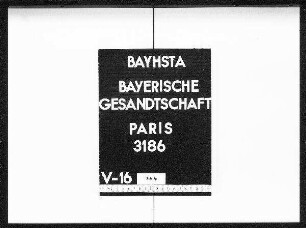 BAYHSTA
BAYERISCHE
GESANDTSCHAFT
PARIS
3186
V-16